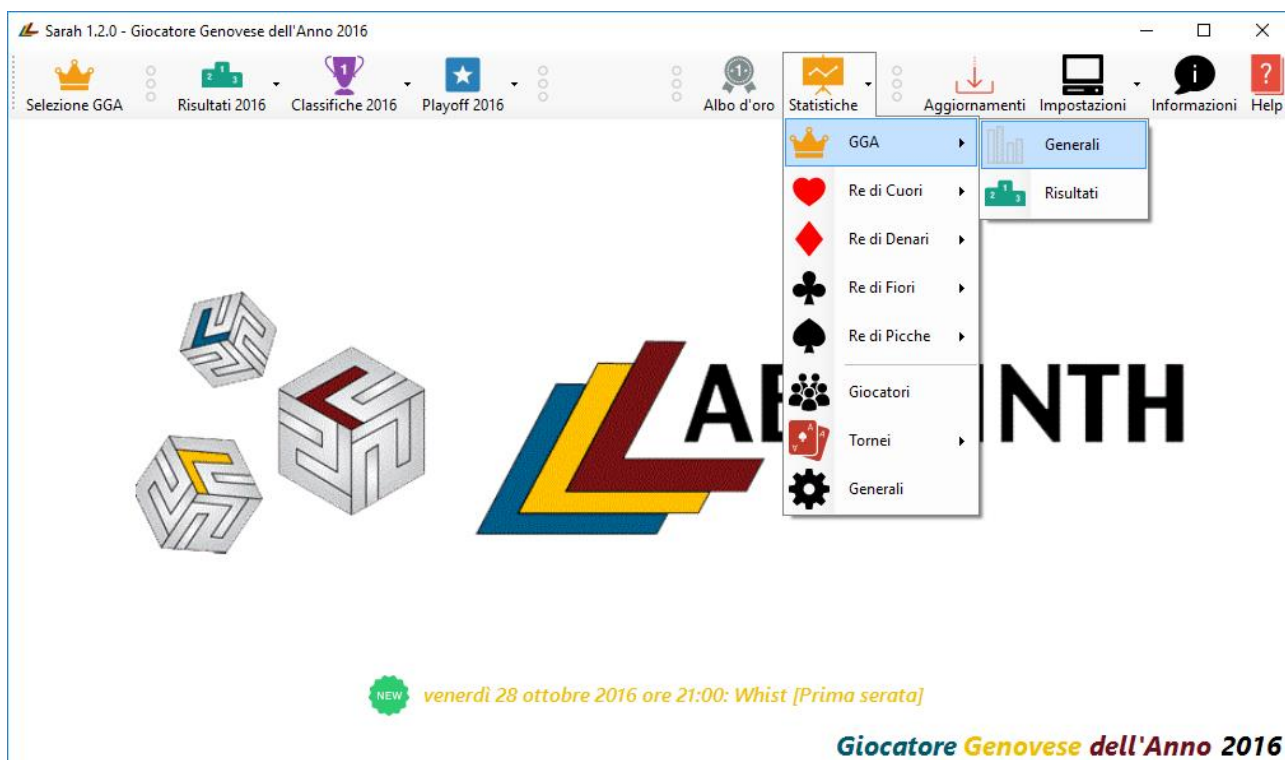 Sarah 1.2.0 - Giocatore Genovese dell'Anno 2016
Selezione GGA
Risultati 2016
Classifiche 2016
Playoff 2016
Albo d'oro
Statistiche
Aggiornamenti
Impostazioni
Informazioni
Help
GGA
Generali
Re di Cuori
Risultati
Re di Denari
Re di Fiori
Re di Picche
Giocatori
Tornei
Generali
NEW
venerdì 28 ottobre 2016 ore 21:00: Whist [Prima serata]
Giocatore Genovese dell'Anno 2016